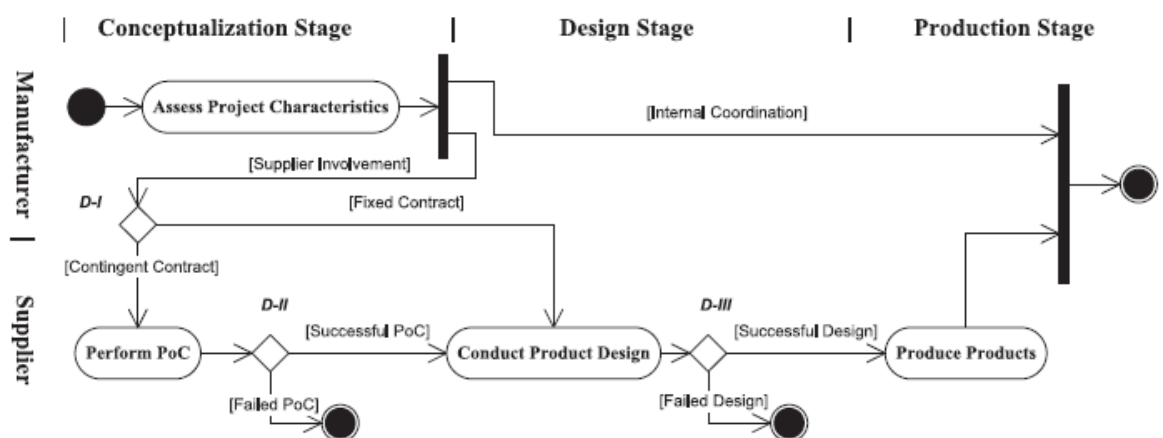 Conceptualization Stage
Design Stage
Production Stage
Manufacturer
Assess Project Characteristics
[Internal Coordination]
[Supplier Involvement]
D-I
[Fixed Contract]
[Contingent Contract]
Supplier
D-II
D-III
[Successful PoC]
[Successful Design]
Perform PoC
Conduct Product Design
Produce Products
[Failed PoC]
[Failed Design]